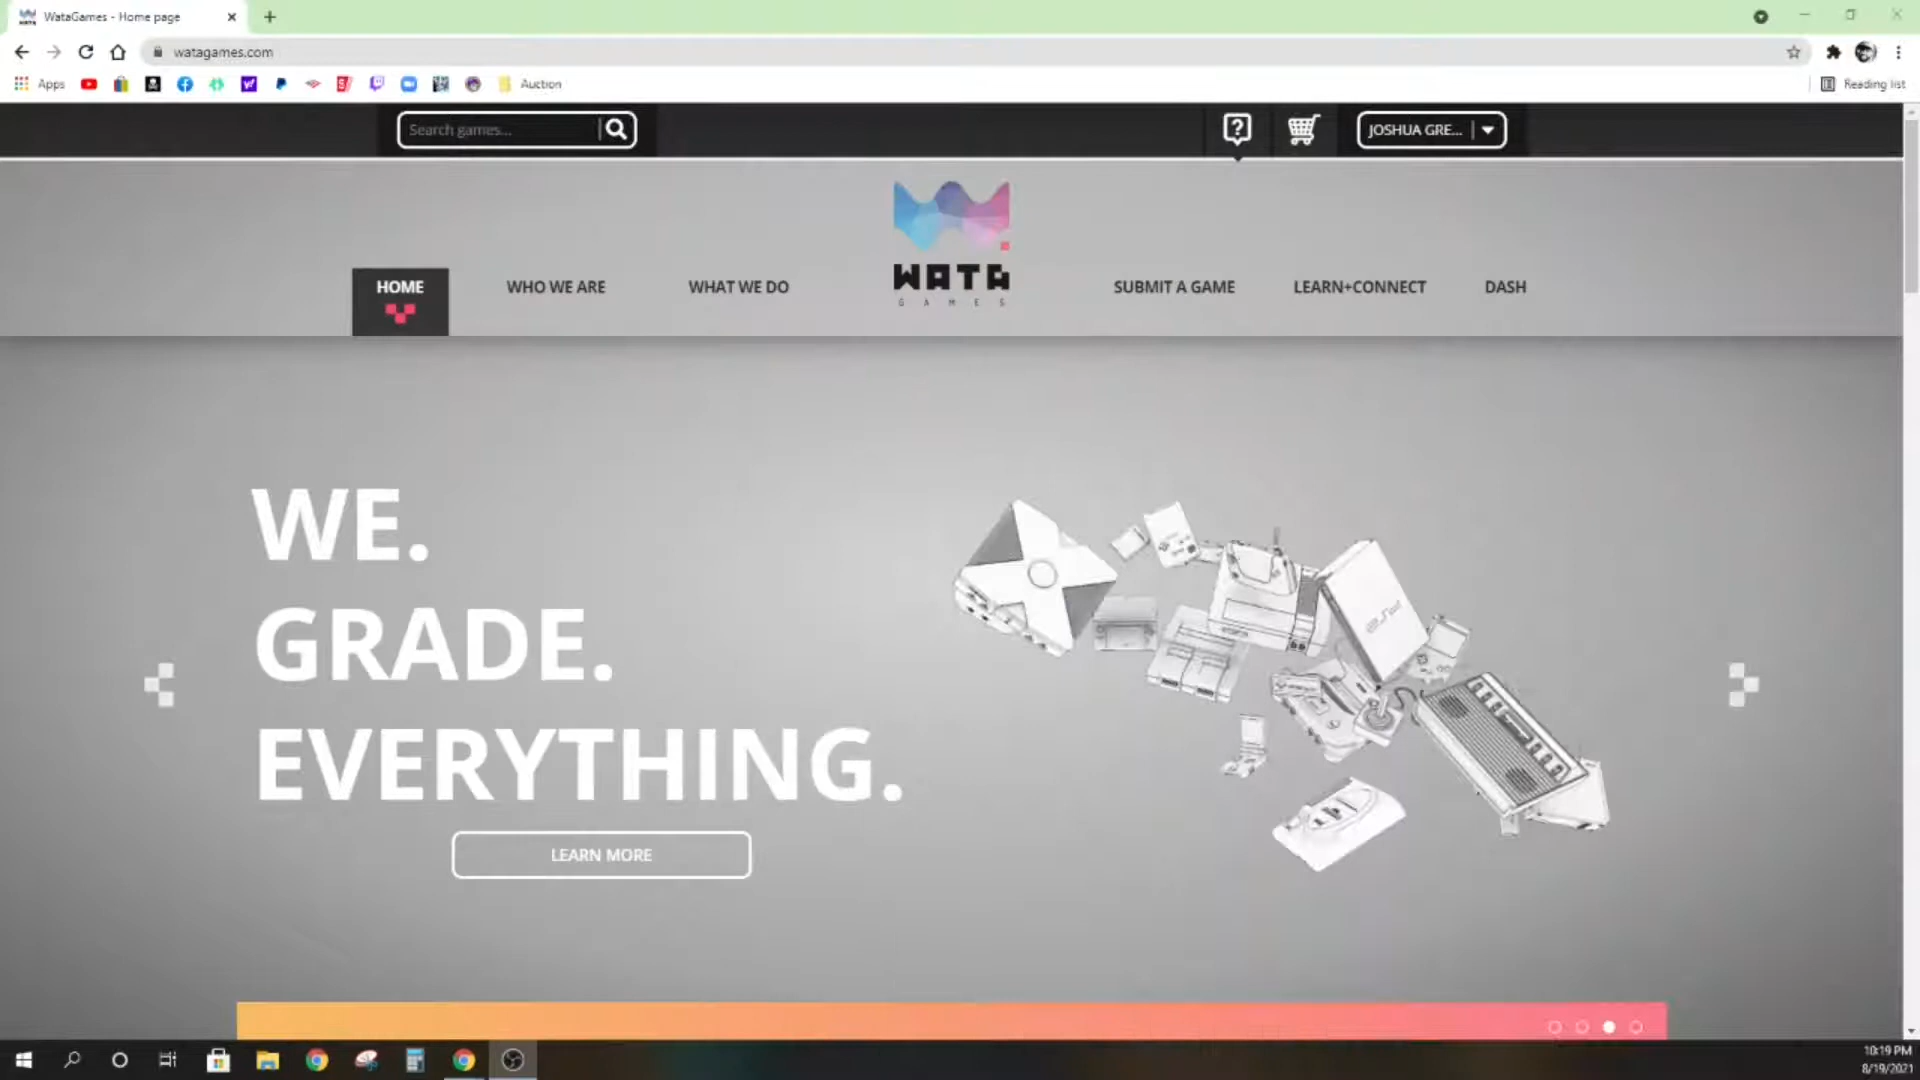 WataGames - Home page
watagames.com
Apps
Auction
Reading list
Search games...
JOSHUA GRE...
WATA
GAMES
HOME
WHO WE ARE
WHAT WE DO
SUBMIT A GAME
LEARN+CONNECT
DASH
WE.
GRADE.
EVERYTHING.
LEARN MORE
10:19 PM
8/19/2021